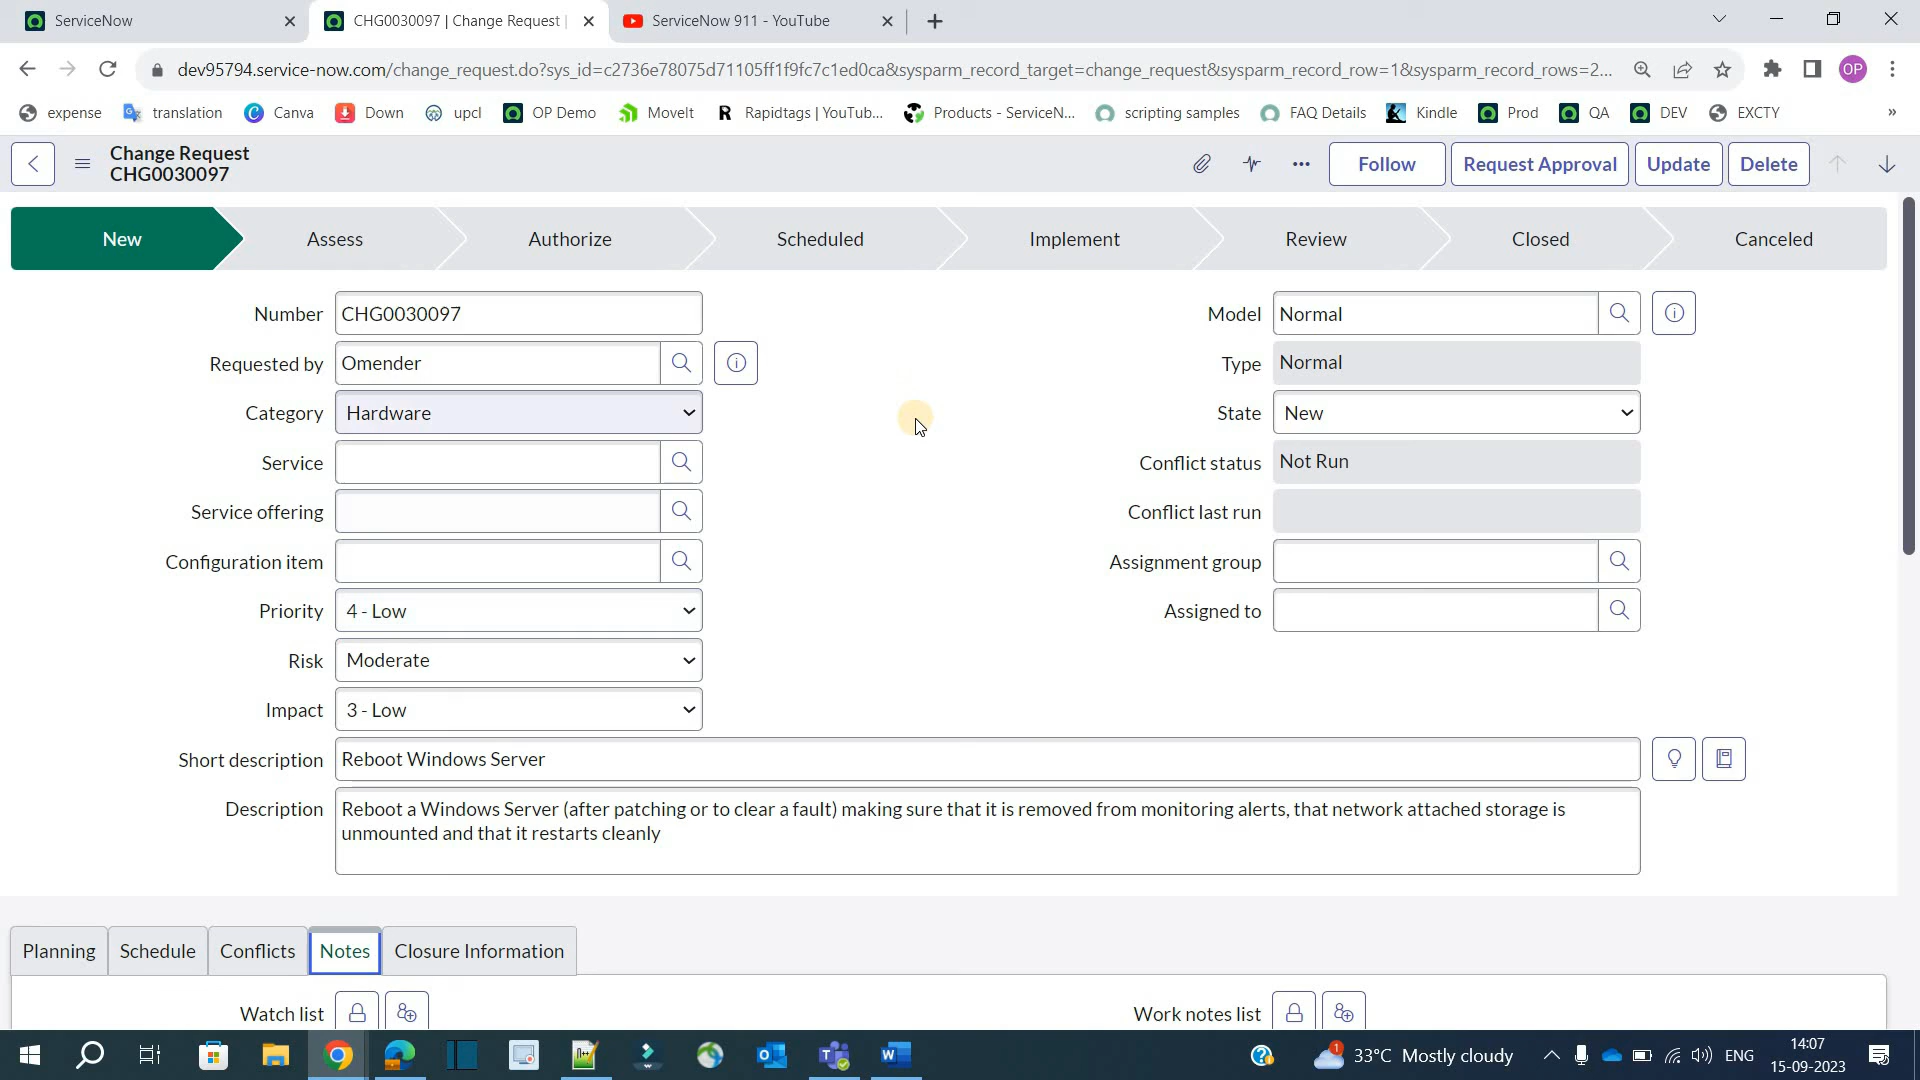 ServiceNow
CHG0030097 | Change Request |
ServiceNow 911 - YouTube
dev95794.service-now.com/change_request.do?sys_id=c2736e78075d71105ff1f9fc7c1ed0ca&sysparm_record_target=change_request&sysparm_record_row=1&sysparm_record_rows=2...
OP
expense
translation
Canva
Down
upcl
OP Demo
MoveIt
Rapidtags | YouTub...
Products - ServiceN...
scripting samples
FAQ Details
Kindle
Prod
QA
DEV
EXCTY
»
Change Request
CHG0030097
Follow
Request Approval
Update
Delete
New
Assess
Authorize
Scheduled
Implement
Review
Closed
Canceled
Number CHG0030097
Model Normal
Requested by Omender
Type Normal
Category Hardware
State New
Service
Conflict status Not Run
Service offering
Conflict last run
Configuration item
Assignment group
Priority 4 - Low
Assigned to
Risk Moderate
Impact 3 - Low
Short description Reboot Windows Server
Description Reboot a Windows Server (after patching or to clear a fault) making sure that it is removed from monitoring alerts, that network attached storage is
unmounted and that it restarts cleanly
Planning
Schedule
Conflicts
Notes
Closure Information
Watch list
Work notes list
1
33°C Mostly cloudy
ENG
14:07
15-09-2023